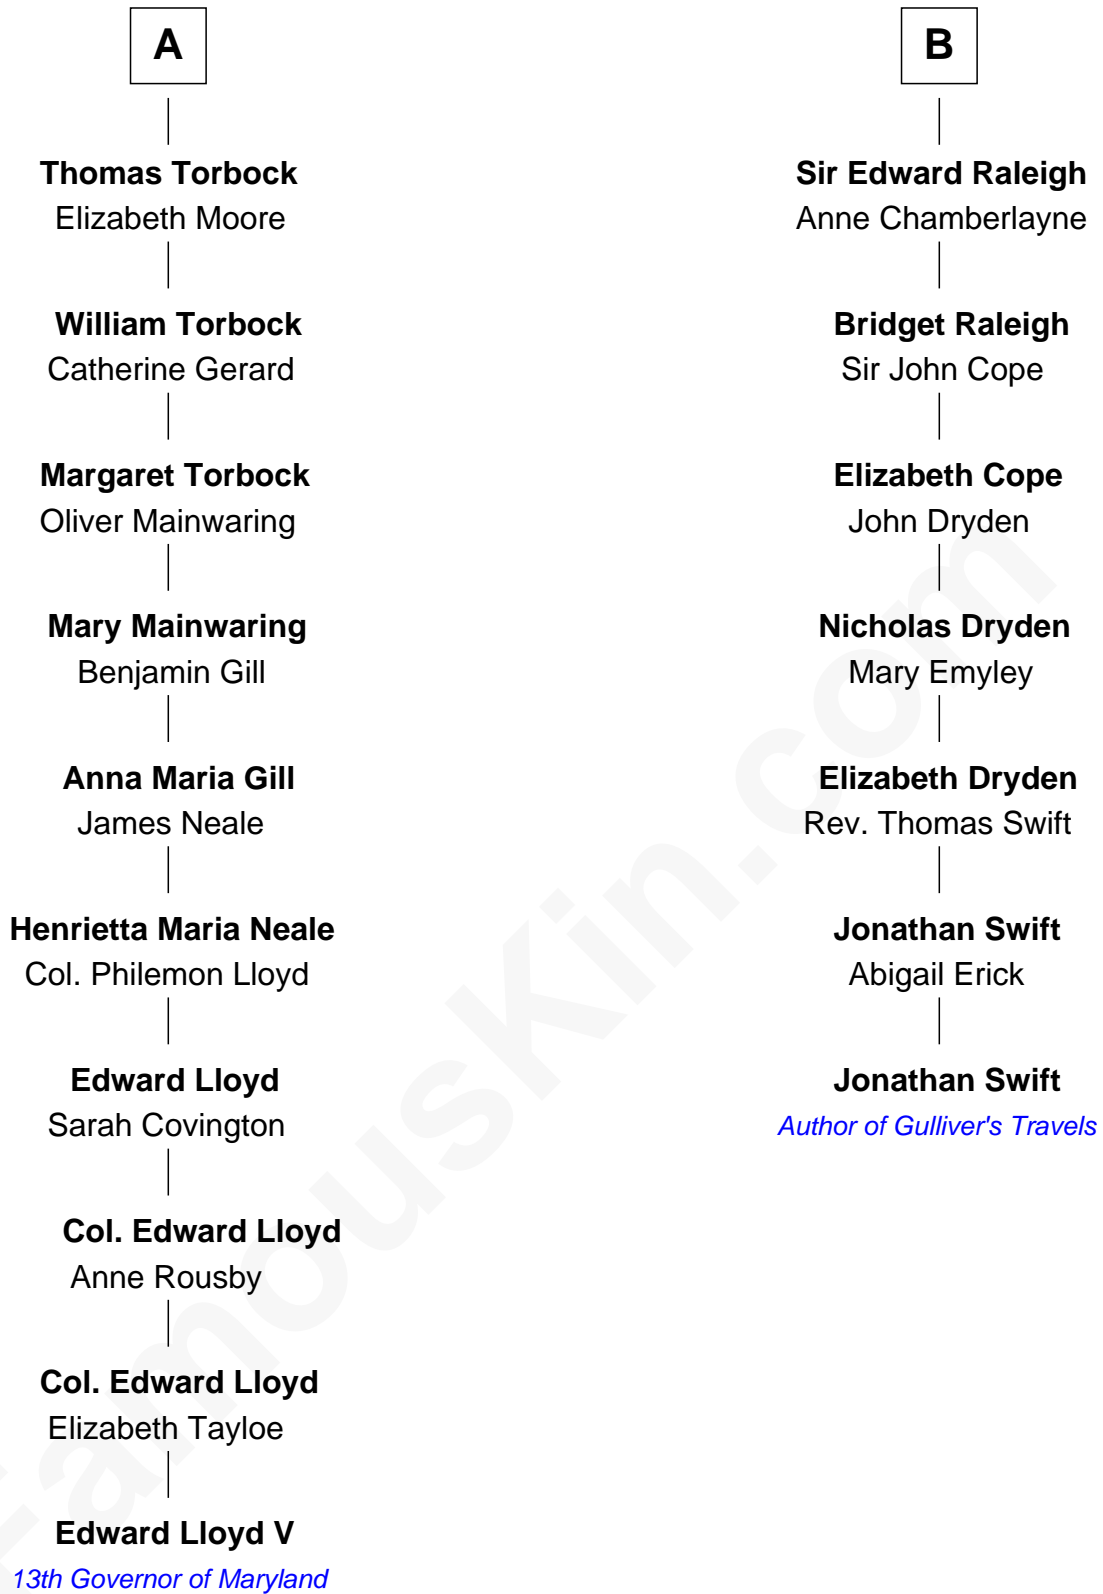 A
Thomas Torbock
Elizabeth Moore
William Torbock
Catherine Gerard
Margaret Torbock
Oliver Mainwaring
Mary Mainwaring
Benjamin Gill
Anna Maria Gill
James Neale
Henrietta Maria Neale
Col. Philemon Lloyd
Edward Lloyd
Sarah Covington
Col. Edward Lloyd
Anne Rousby
Col. Edward Lloyd
Elizabeth Tayloe
Edward Lloyd V
13th Governor of Maryland
B
Sir Edward Raleigh
Anne Chamberlayne
Bridget Raleigh
Sir John Cope
Elizabeth Cope
John Dryden
Nicholas Dryden
Mary Emyley
Elizabeth Dryden
Rev. Thomas Swift
Jonathan Swift
Abigail Erick
Jonathan Swift
Author of Gulliver's Travels
FamousKin.com